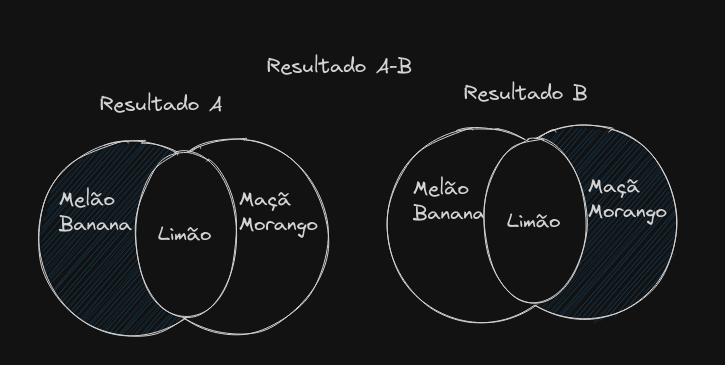 Resultado A-B
Resultado A
Resultado B
Melão
Banana
Limão
Maçã
Morango
Melão
Banana
Limão
Maçã
Morango